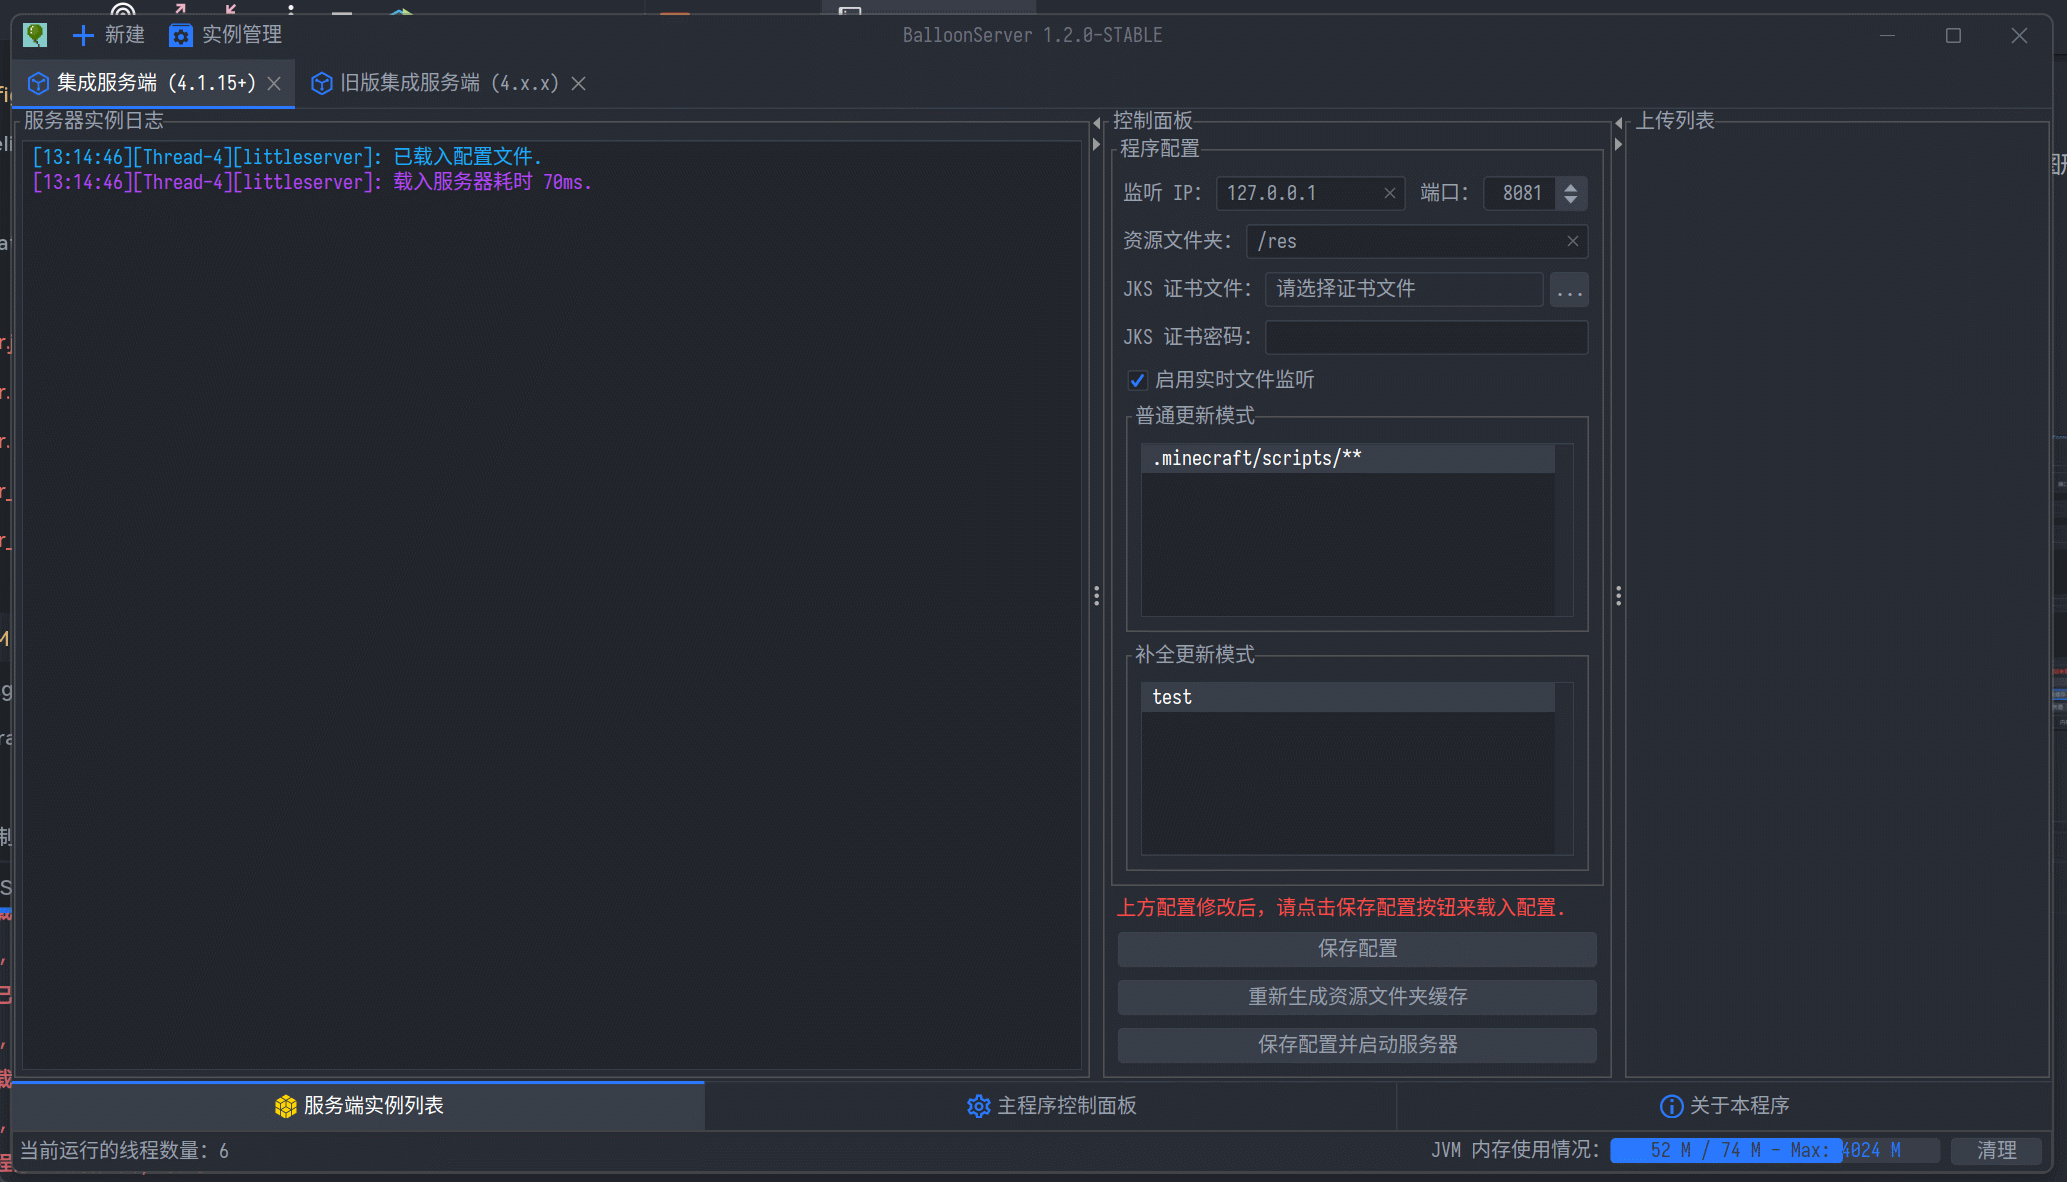 新建 实例管理 BalloonServer 1.2.0-STABLE
集成服务端 (4.1.15+) 旧版集成服务端 (4.x.x)
服务器实例日志
[13:14:46][Thread-4][littleserver]: 已载入配置文件.
[13:14:46][Thread-4][littleserver]: 载入服务器耗时 70ms.
控制面板
程序配置
监听 IP: 127.0.0.1 端口: 8081
资源文件夹: /res
JKS 证书文件: 请选择证书文件 ...
JKS 证书密码:
启用实时文件监听
普通更新模式
.minecraft/scripts/**
补全更新模式
test
上方配置修改后，请点击保存配置按钮来载入配置.
保存配置
重新生成资源文件夹缓存
保存配置并启动服务器
上传列表
服务端实例列表 主程序控制面板 关于本程序
当前运行的线程数量: 6 JVM 内存使用情况: 52 M / 74 M - Max: 4024 M 清理